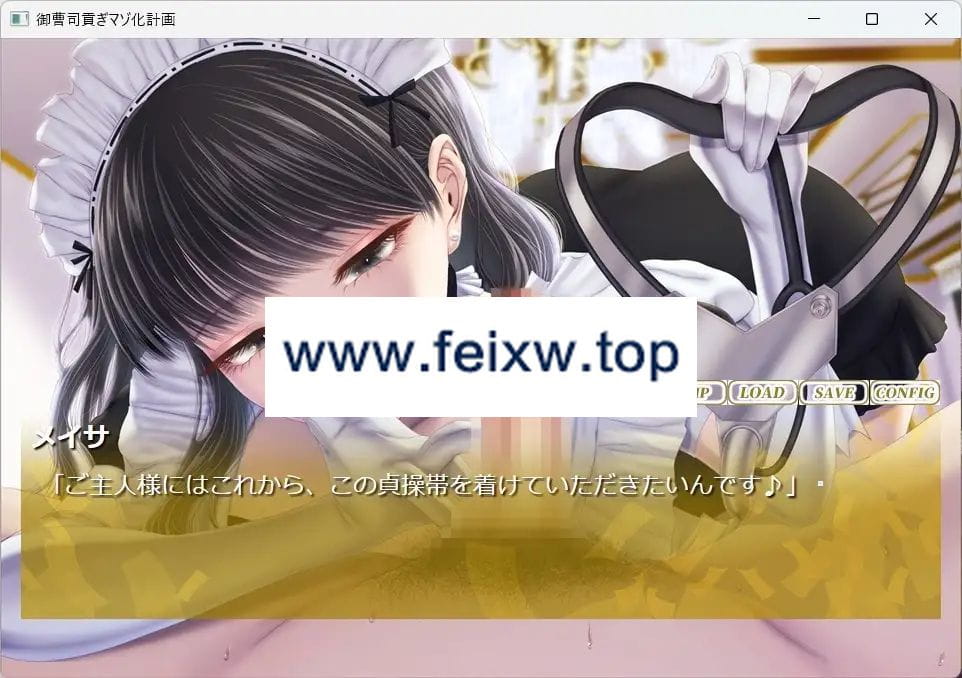 御曹司貢ぎマゾ化計画
www.feixw.top
LOAD SAVE CONFIG
メイサ
「ご主人様にはこれから、この貞操帯を着けていただきたいんです♪」